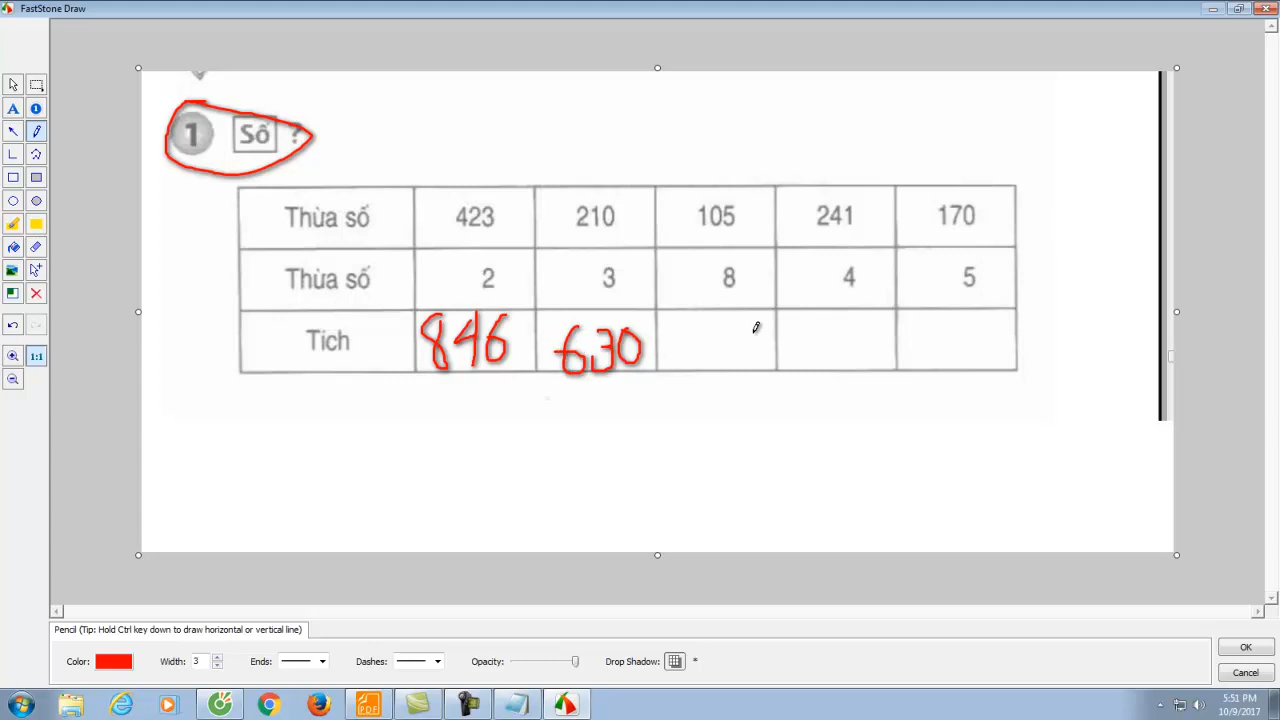 FastStone Draw
1 Số ?
Thừa số 423 210 105 241 170
Thừa số 2 3 8 4 5
Tích 846 630
A 1
1:1
Pencil (Tip: Hold Ctrl key down to draw horizontal or vertical line)
Color: Width: 3 Ends: Dashes: Opacity: Drop Shadow: *
OK
Cancel
PDF
5:51 PM
10/9/2017